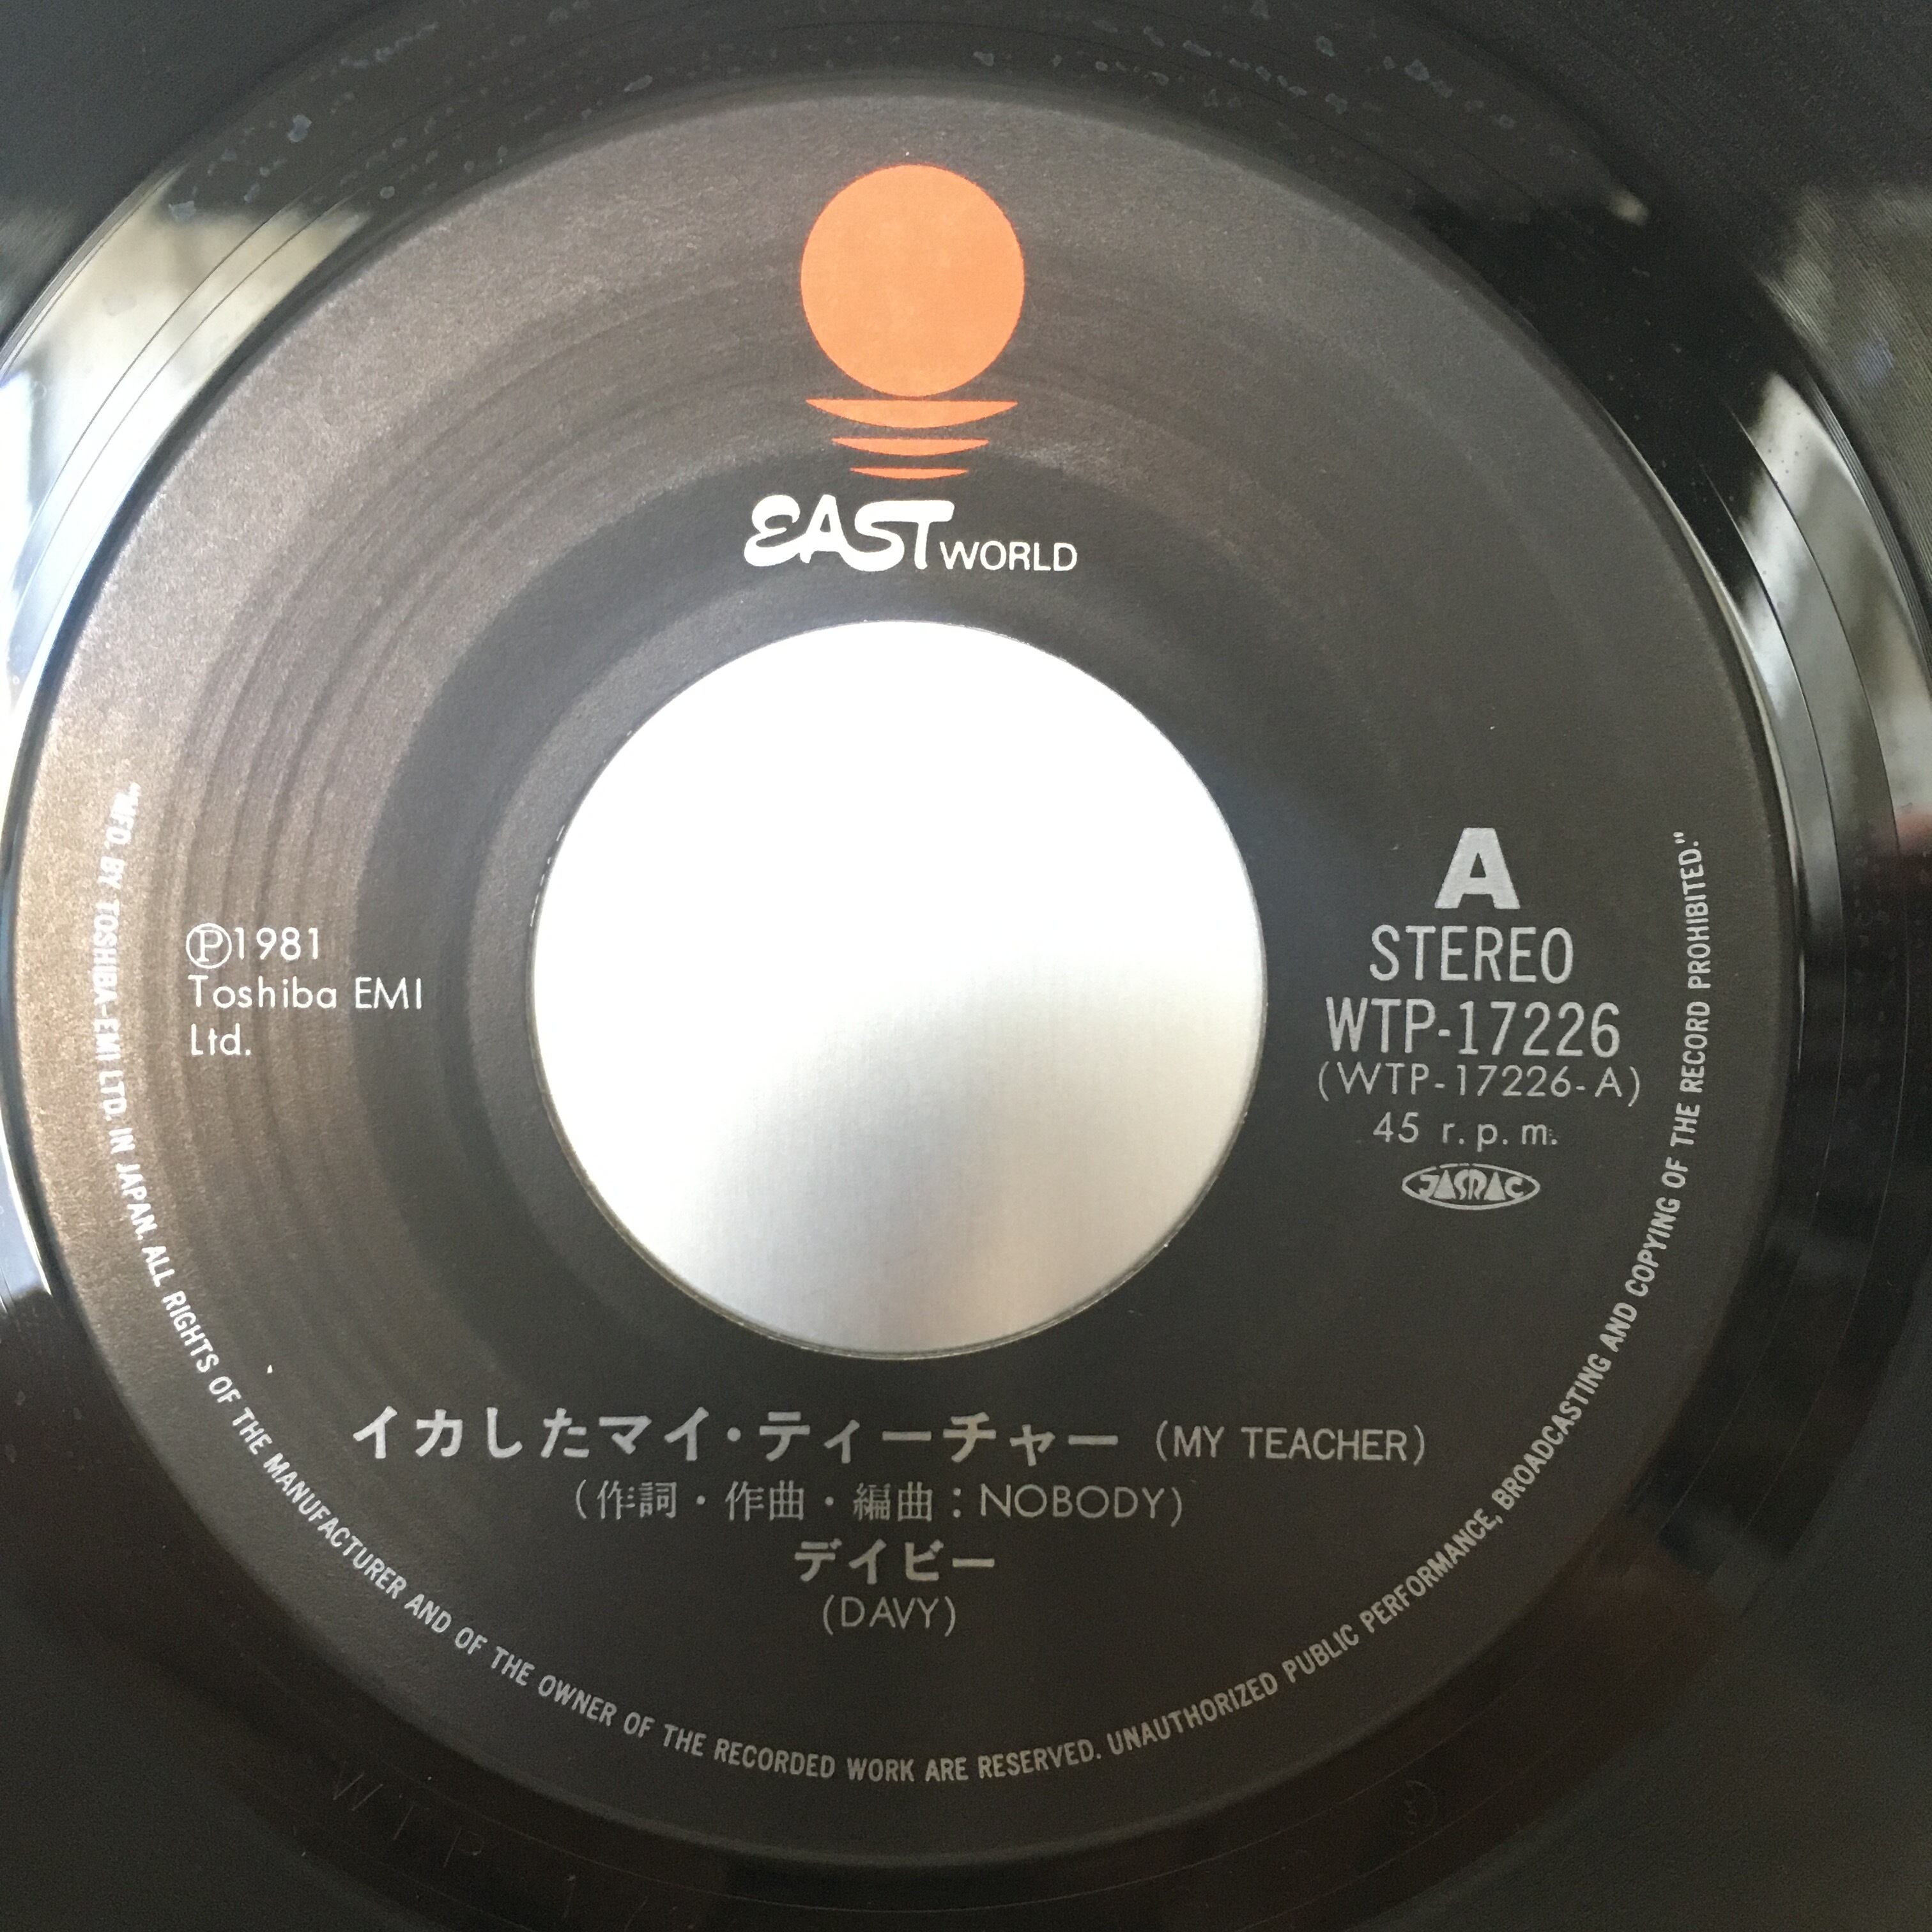 EAST WORLD
Ⓟ1981
Toshiba EMI
Ltd.
A
STEREO
WTP-17226
(WTP-17226-A)
45 r.p.m.
JASRAC
イカしたマイ・ティーチャー (MY TEACHER)
(作詞・作曲・編曲：NOBODY)
デイビー
(DAVY)
"MFD. BY TOSHIBA-EMI LTD. IN JAPAN. ALL RIGHTS OF THE MANUFACTURER AND OF THE OWNER OF THE RECORDED WORK ARE RESERVED. UNAUTHORIZED PUBLIC PERFORMANCE, BROADCASTING AND COPYING OF THE RECORD PROHIBITED."
WTP